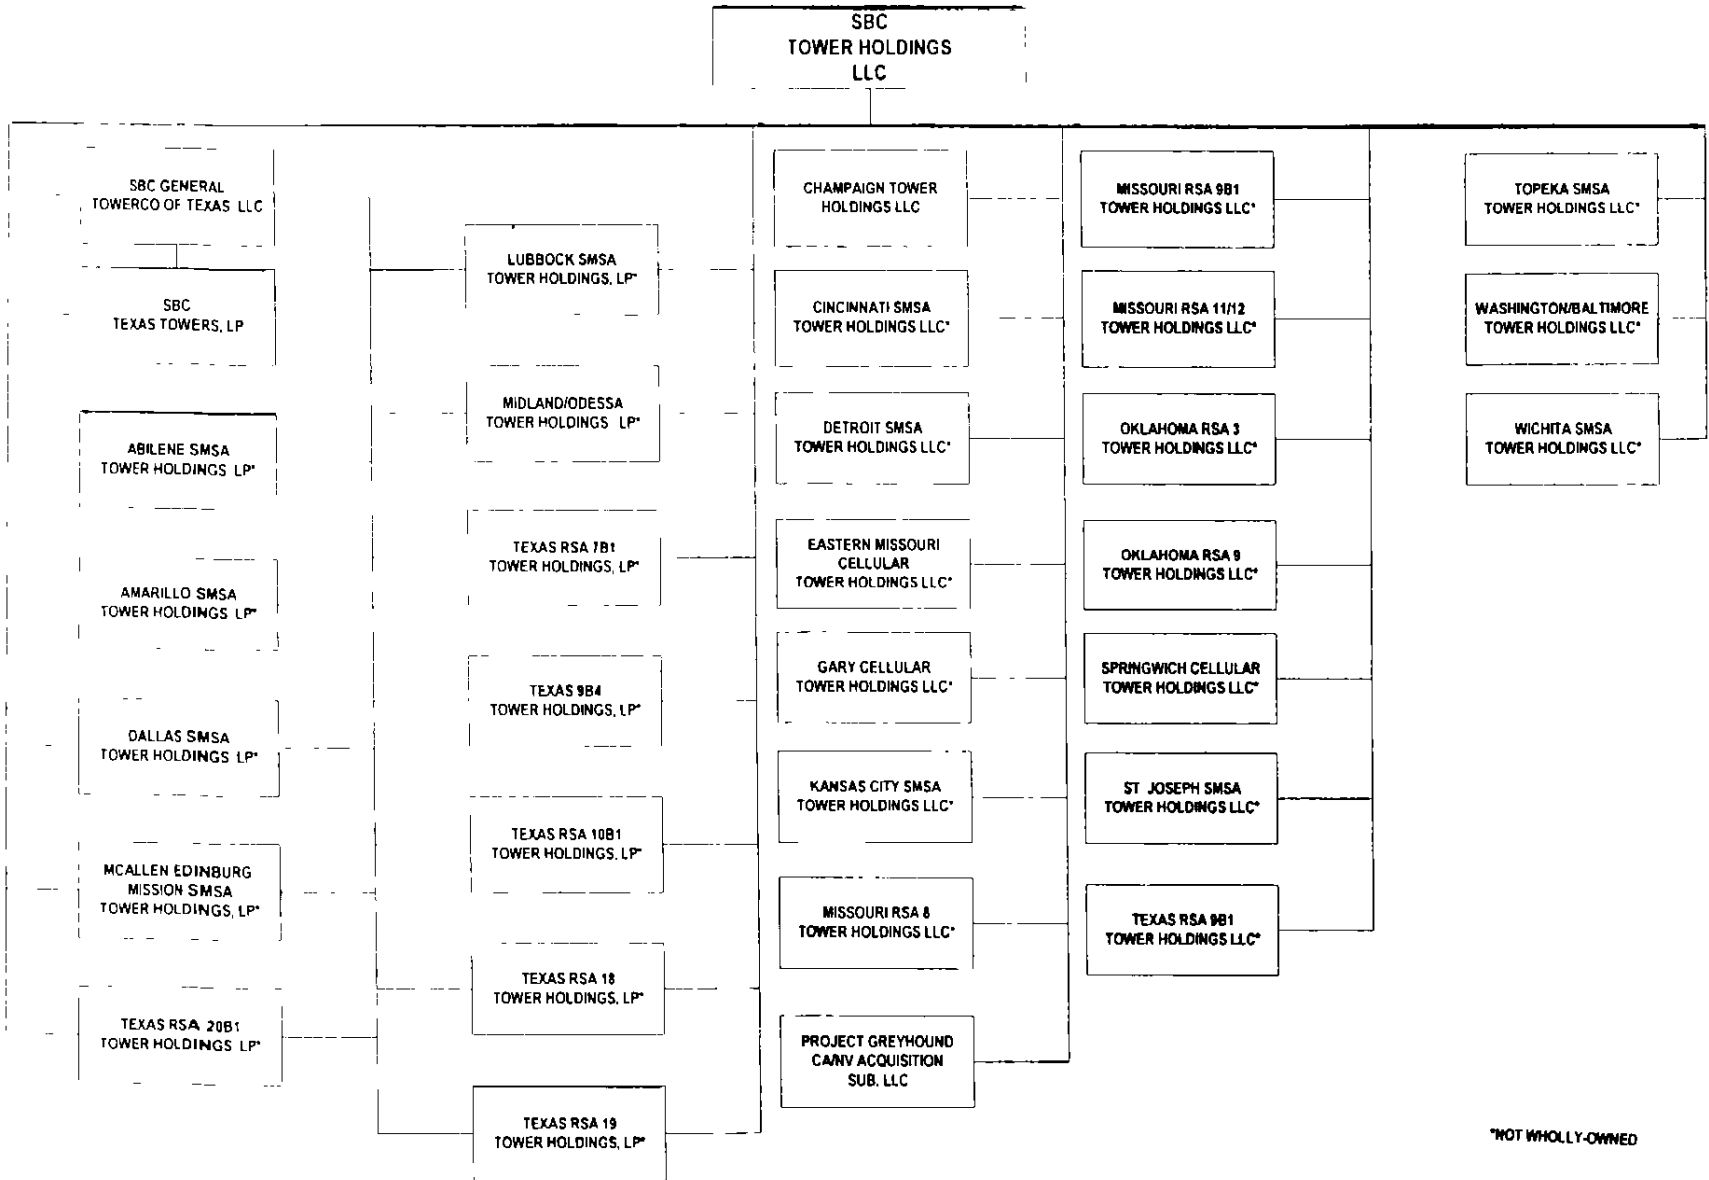 SBC
TOWER HOLDINGS
LLC
SBC GENERAL
TOWERCO OF TEXAS LLC
SBC
TEXAS TOWERS, LP
ABILENE SMSA
TOWER HOLDINGS LP*
AMARILLO SMSA
TOWER HOLDINGS LP*
DALLAS SMSA
TOWER HOLDINGS LP*
MCALLEN EDINBURG
MISSION SMSA
TOWER HOLDINGS, LP*
TEXAS RSA 20B1
TOWER HOLDINGS LP*
LUBBOCK SMSA
TOWER HOLDINGS, LP*
MIDLAND/ODESSA
TOWER HOLDINGS LP*
TEXAS RSA 7B1
TOWER HOLDINGS, LP*
TEXAS 9B4
TOWER HOLDINGS, LP*
TEXAS RSA 10B1
TOWER HOLDINGS, LP*
TEXAS RSA 18
TOWER HOLDINGS, LP*
TEXAS RSA 19
TOWER HOLDINGS, LP*
CHAMPAIGN TOWER
HOLDINGS LLC
CINCINNATI SMSA
TOWER HOLDINGS LLC*
DETROIT SMSA
TOWER HOLDINGS LLC*
EASTERN MISSOURI
CELLULAR
TOWER HOLDINGS LLC*
GARY CELLULAR
TOWER HOLDINGS LLC*
KANSAS CITY SMSA
TOWER HOLDINGS LLC*
MISSOURI RSA 8
TOWER HOLDINGS LLC*
PROJECT GREYHOUND
CA/NV ACQUISITION
SUB, LLC
MISSOURI RSA 9B1
TOWER HOLDINGS LLC*
MISSOURI RSA 11/12
TOWER HOLDINGS LLC*
OKLAHOMA RSA 3
TOWER HOLDINGS LLC*
OKLAHOMA RSA 9
TOWER HOLDINGS LLC*
SPRINGWICH CELLULAR
TOWER HOLDINGS LLC*
ST JOSEPH SMSA
TOWER HOLDINGS LLC*
TEXAS RSA 9B1
TOWER HOLDINGS LLC*
TOPEKA SMSA
TOWER HOLDINGS LLC*
WASHINGTON/BALTIMORE
TOWER HOLDINGS LLC*
WICHITA SMSA
TOWER HOLDINGS LLC*
*NOT WHOLLY-OWNED